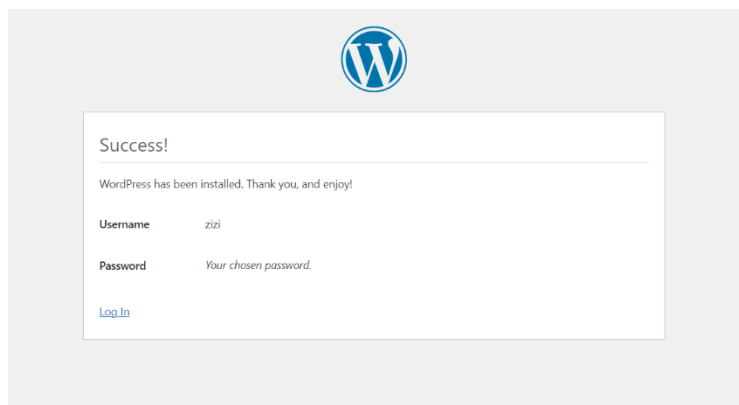 Success!
WordPress has been installed. Thank you, and enjoy!
Username zizi
Password Your chosen password.
Log In